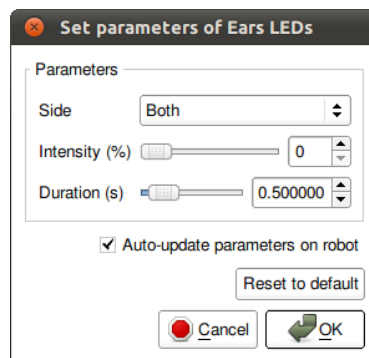 Set parameters of Ears LEDs
Parameters
Side Both
Intensity (%) 0
Duration (s) 0.500000
Auto-update parameters on robot
Reset to default
Cancel OK